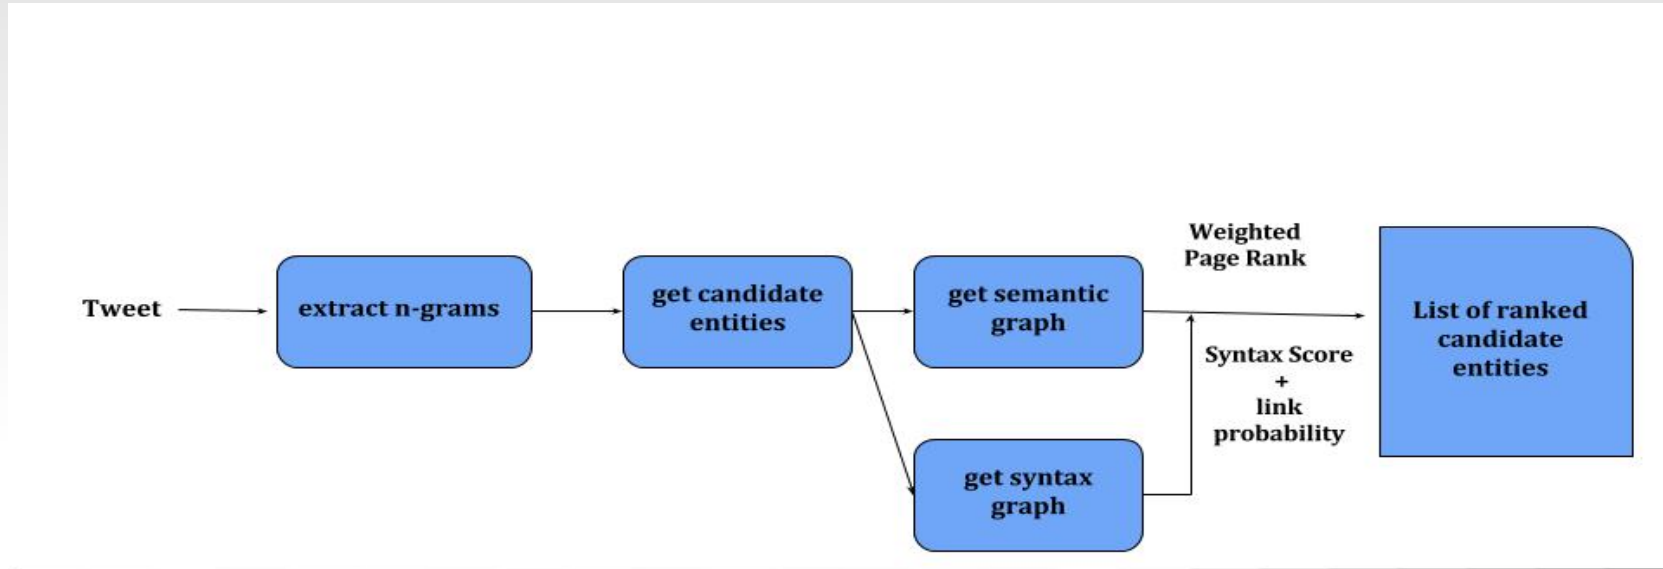 Tweet
extract n-grams
get candidate
entities
get semantic
graph
get syntax
graph
Weighted
Page Rank
Syntax Score
+
link
probability
List of ranked
candidate
entities